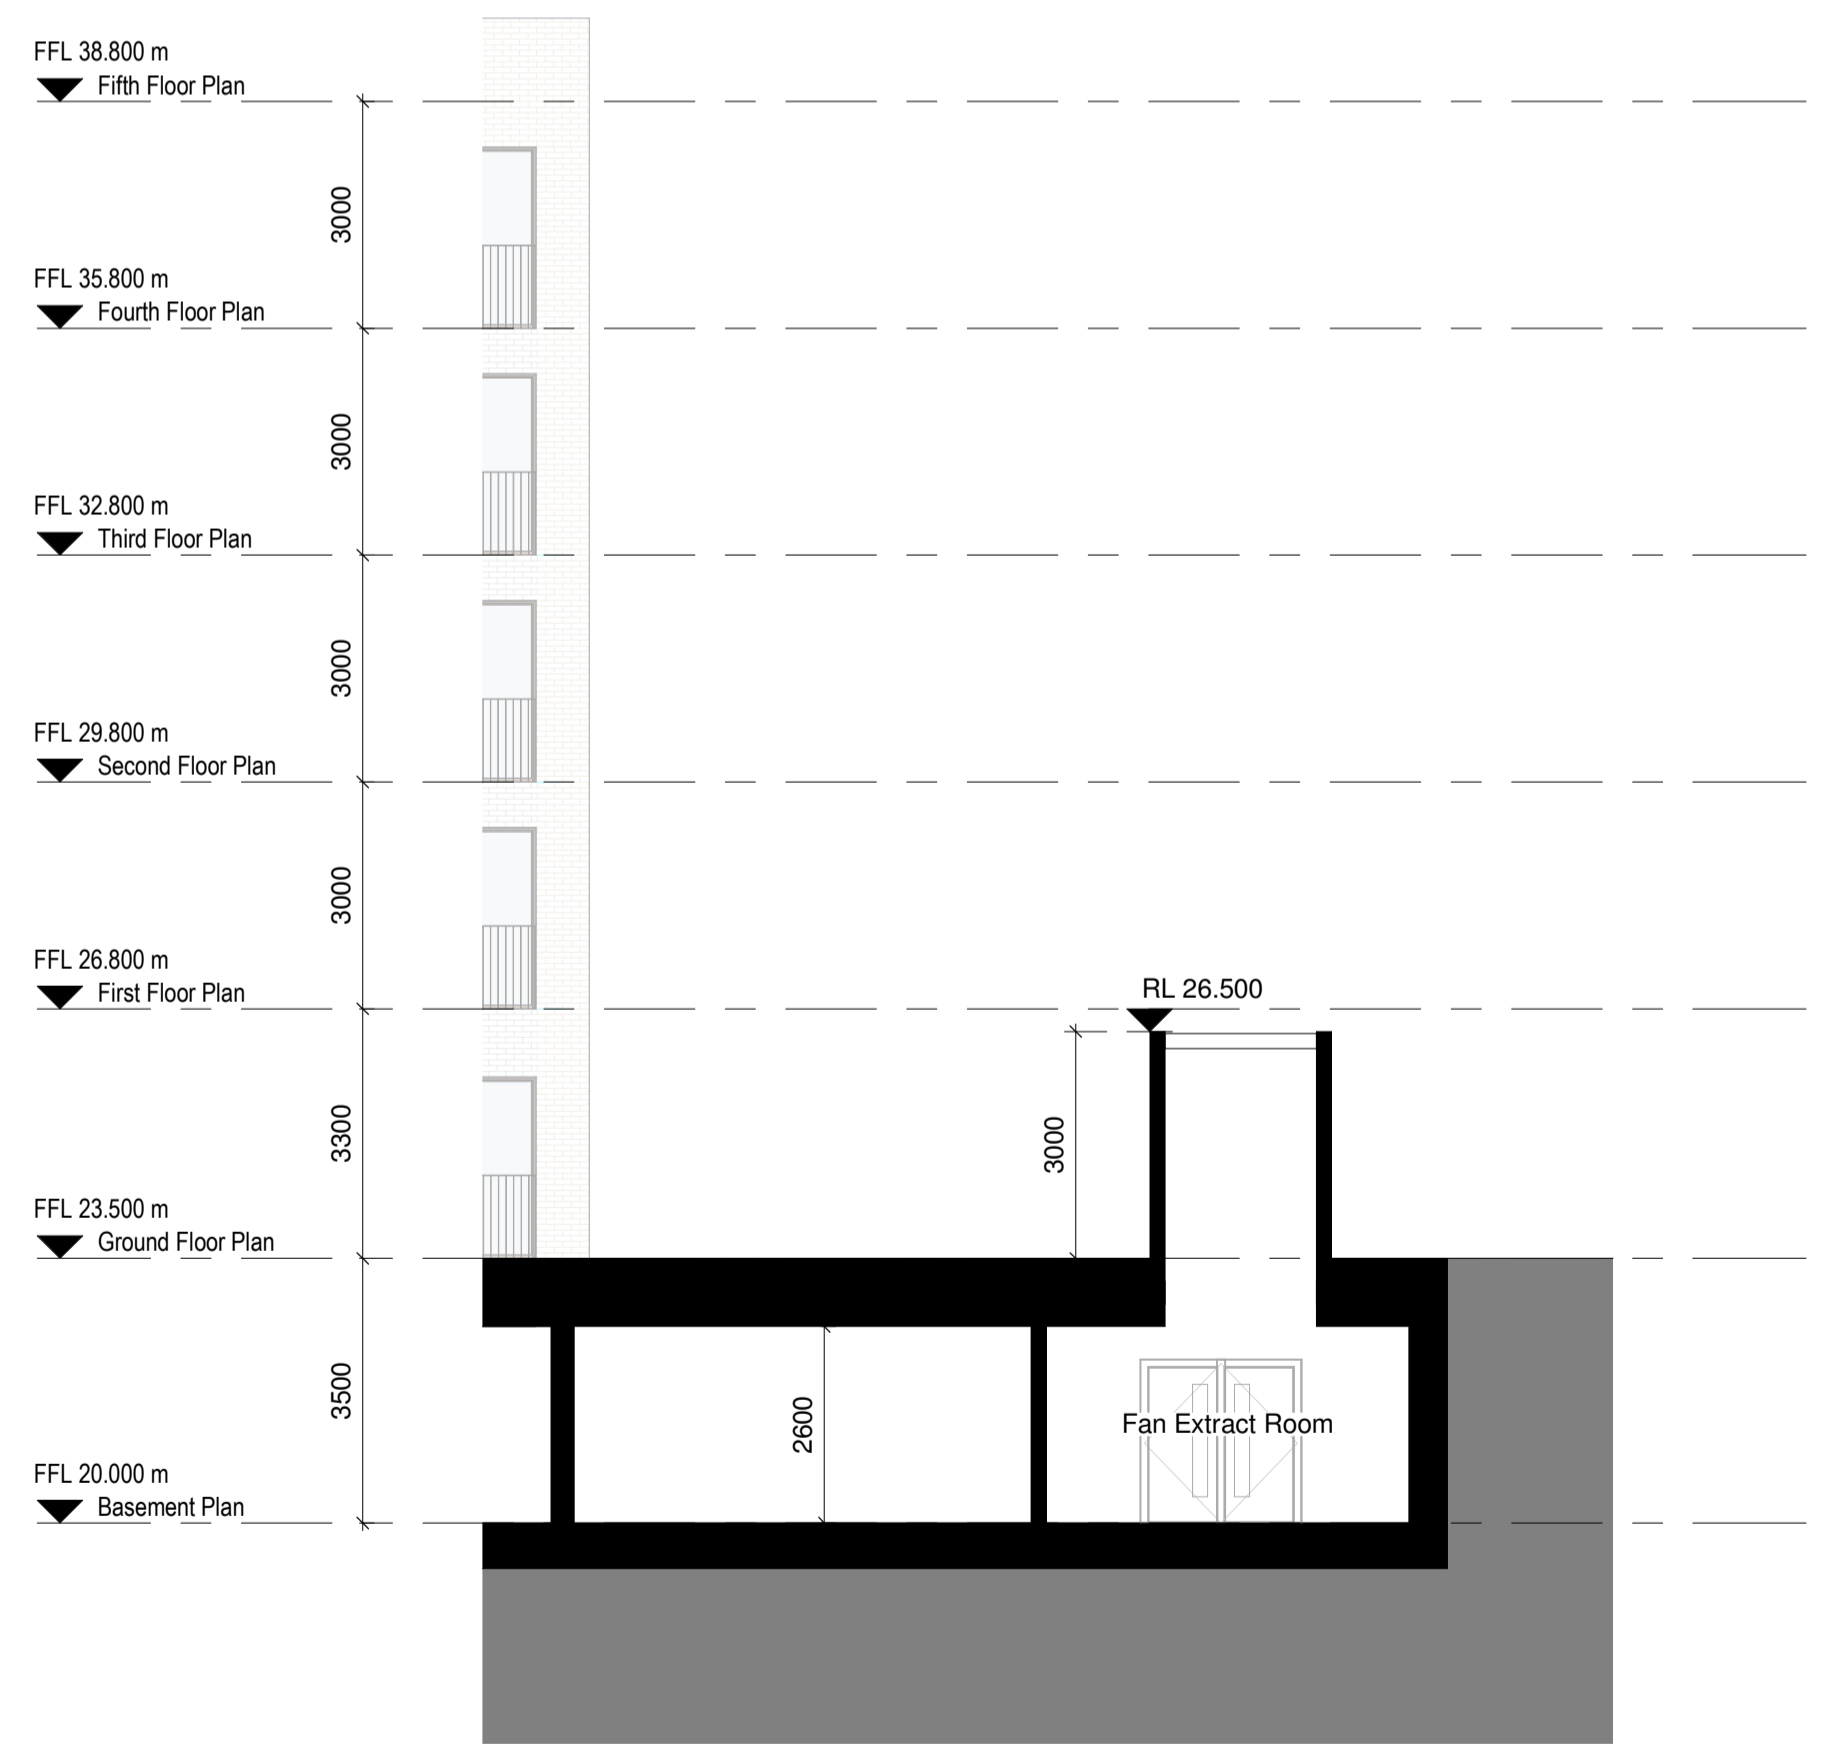 FFL 38.800 m
Fifth Floor Plan
3000
FFL 35.800 m
Fourth Floor Plan
3000
FFL 32.800 m
Third Floor Plan
3000
FFL 29.800 m
Second Floor Plan
3000
FFL 26.800 m
First Floor Plan
RL 26.500
3300
3000
FFL 23.500 m
Ground Floor Plan
3500
2600
Fan Extract Room
FFL 20.000 m
Basement Plan